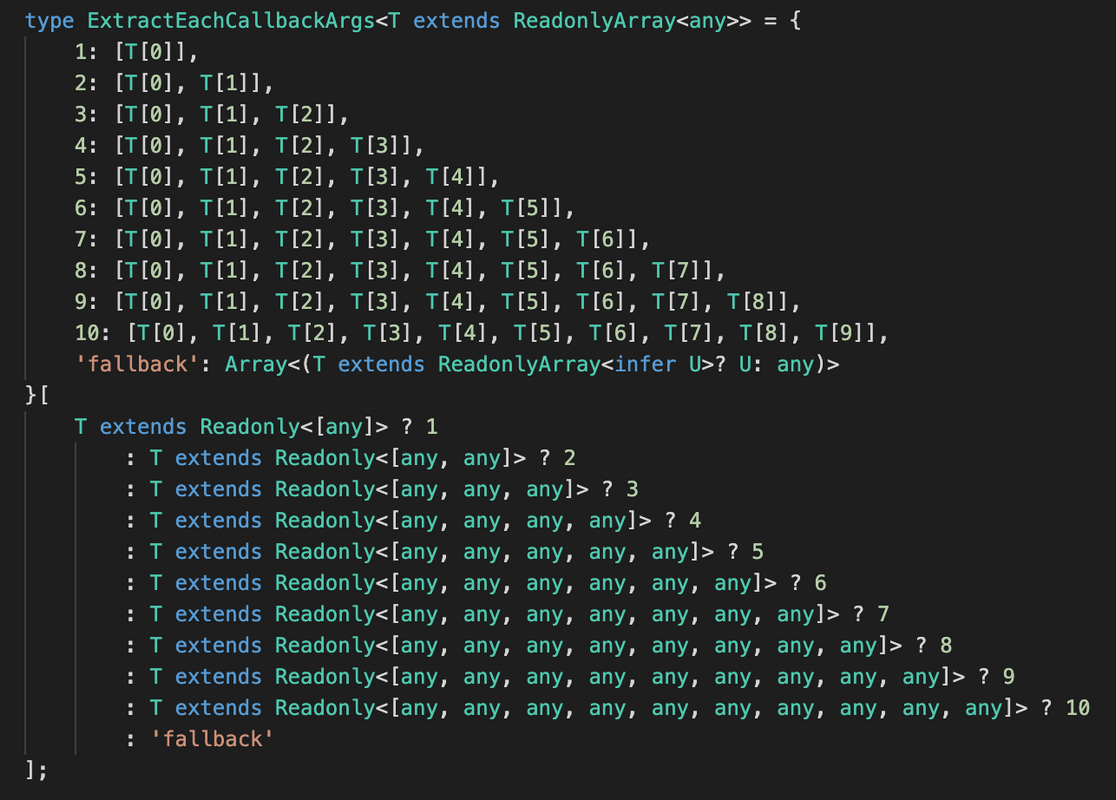 type ExtractEachCallbackArgs<T extends ReadonlyArray<any>> = {
1: [T[0]],
2: [T[0], T[1]],
3: [T[0], T[1], T[2]],
4: [T[0], T[1], T[2], T[3]],
5: [T[0], T[1], T[2], T[3], T[4]],
6: [T[0], T[1], T[2], T[3], T[4], T[5]],
7: [T[0], T[1], T[2], T[3], T[4], T[5], T[6]],
8: [T[0], T[1], T[2], T[3], T[4], T[5], T[6], T[7]],
9: [T[0], T[1], T[2], T[3], T[4], T[5], T[6], T[7], T[8]],
10: [T[0], T[1], T[2], T[3], T[4], T[5], T[6], T[7], T[8], T[9]],
'fallback': Array<(T extends ReadonlyArray<infer U>? U: any)>
}[
T extends Readonly<[any]> ? 1
: T extends Readonly<[any, any]> ? 2
: T extends Readonly<[any, any, any]> ? 3
: T extends Readonly<[any, any, any, any]> ? 4
: T extends Readonly<[any, any, any, any, any]> ? 5
: T extends Readonly<[any, any, any, any, any, any]> ? 6
: T extends Readonly<[any, any, any, any, any, any, any]> ? 7
: T extends Readonly<[any, any, any, any, any, any, any, any]> ? 8
: T extends Readonly<[any, any, any, any, any, any, any, any, any]> ? 9
: T extends Readonly<[any, any, any, any, any, any, any, any, any, any]> ? 10
: 'fallback'
];